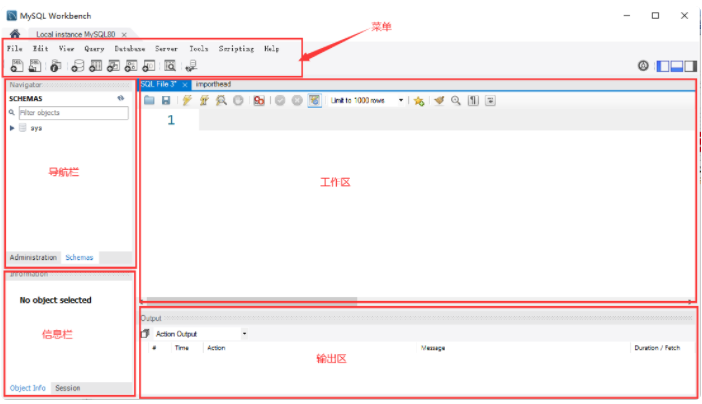 MySQL Workbench
Local instance MySQL80 ×
菜单
File Edit View Query Database Server Tools Scripting Help
Navigator
SCHEMAS
Filter objects
sys
导航栏
Administration Schemas
SQL File 3* × importhead
Limit to 1000 rows
1
工作区
Information
No object selected
信息栏
Object Info Session
Output
Action Output
# Time Action Message Duration / Fetch
输出区